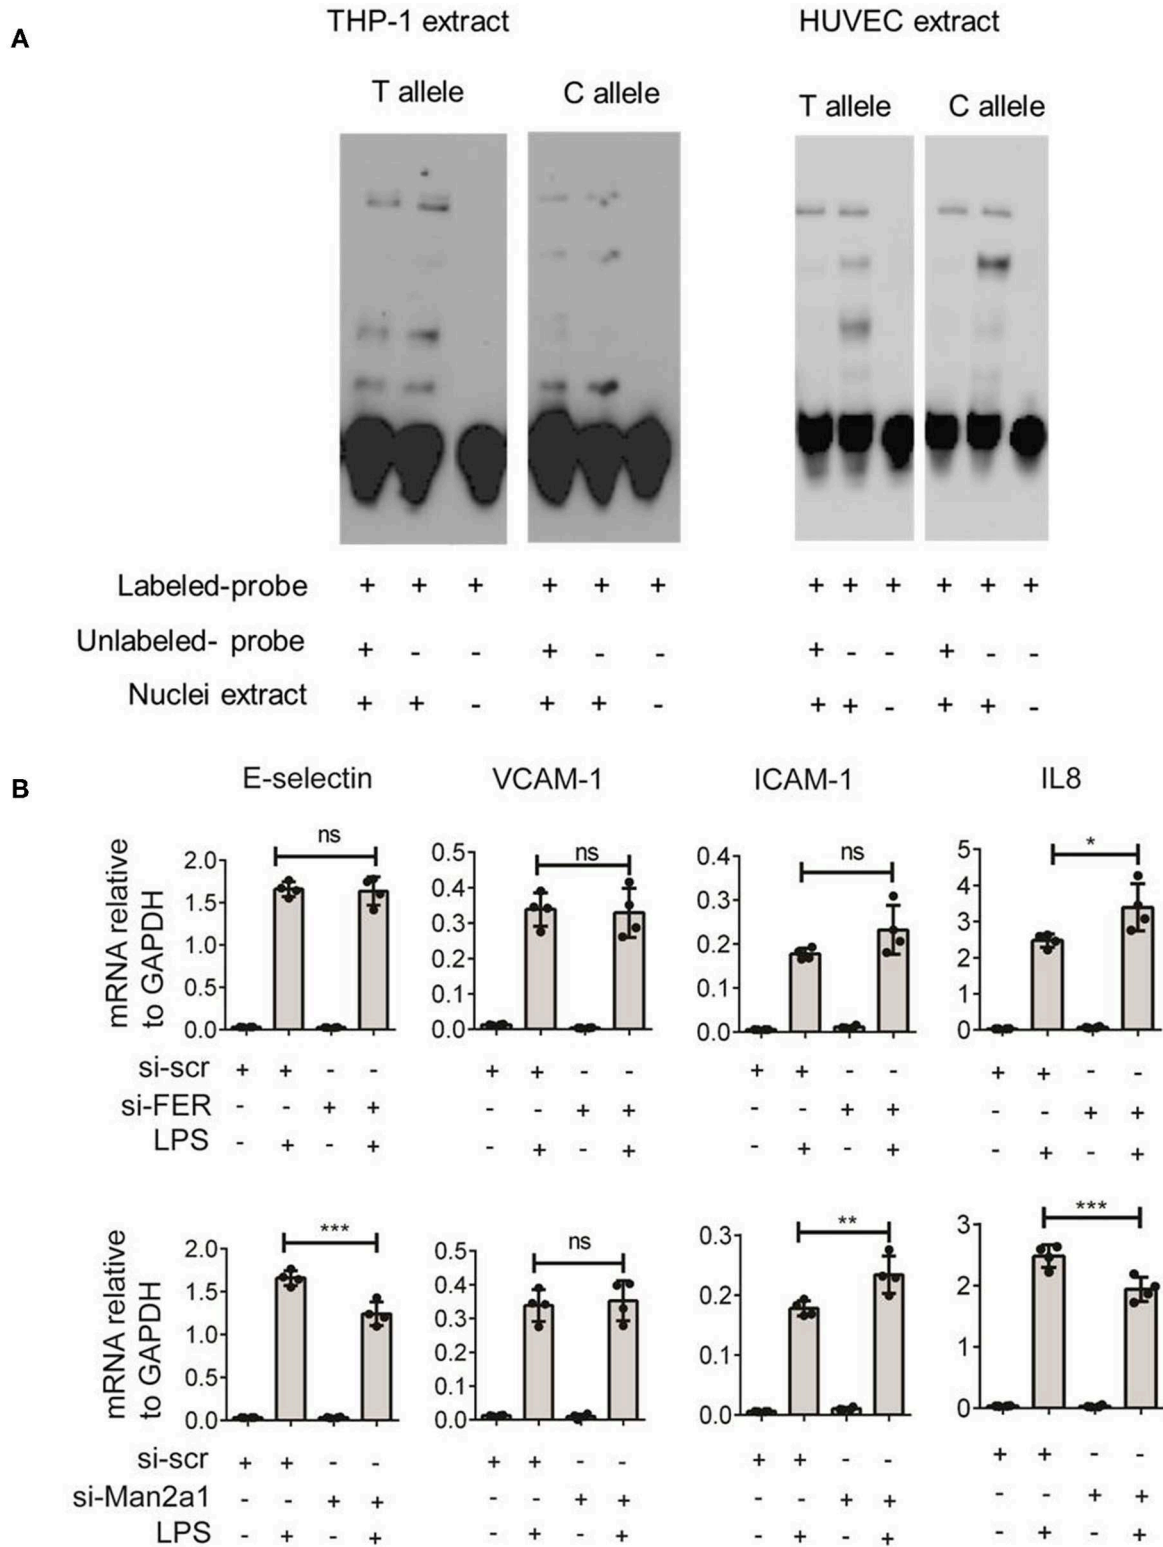 A
THP-1 extract
HUVEC extract
T allele
C allele
T allele
C allele
Labeled-probe + + + + + + + + + + + +
Unlabeled- probe + - - + - - + - - + - -
Nuclei extract + + - + + - + + - + + -
B
E-selectin
VCAM-1
ICAM-1
IL8
mRNA relative
to GAPDH
ns
2.0
1.5
1.0
0.5
0.0
ns
0.5
0.4
0.3
0.2
0.1
0.0
ns
0.4
0.3
0.2
0.1
0.0
*
5
4
3
2
1
0
si-scr + + - - + + - - + + - - + + - -
si-FER - - + + - - + + - - + + - - + +
LPS - + - + - + - + - + - + - + - +
mRNA relative
to GAPDH
***
2.0
1.5
1.0
0.5
0.0
ns
0.5
0.4
0.3
0.2
0.1
0.0
**
0.3
0.2
0.1
0.0
***
3
2
1
0
si-scr + + - - + + - - + + - - + + - -
si-Man2a1 - - + + - - + + - - + + - - + +
LPS - + - + - + - + - + - + - + - +